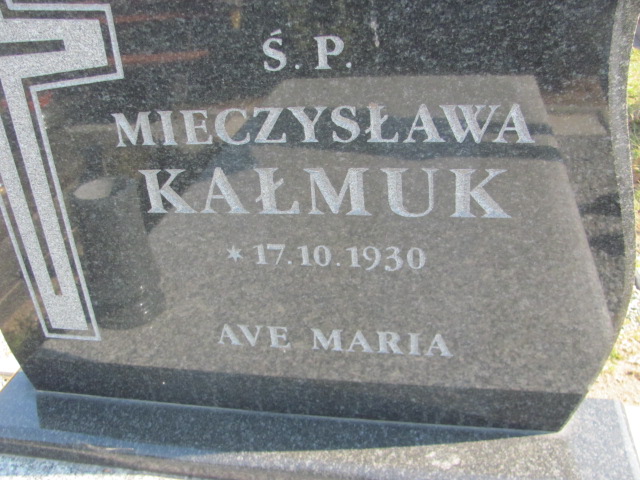 Ś.P.
MIECZYSŁAWA
KAŁMUK
* 17.10.1930
AVE MARIA